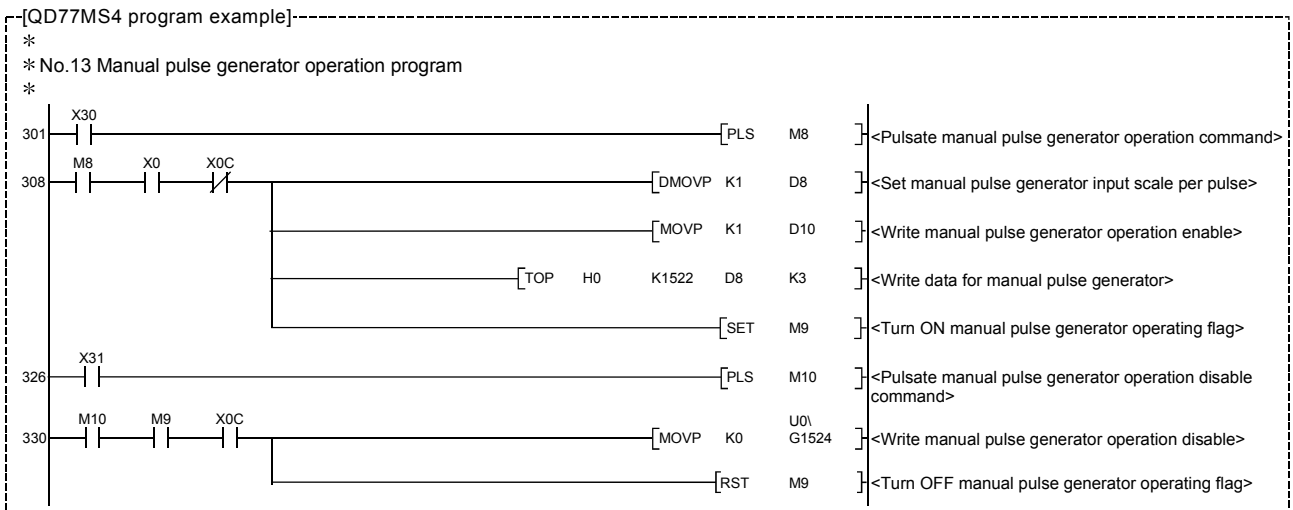 [QD77MS4 program example]
*
* No.13 Manual pulse generator operation program
*
X30
301 [PLS M8 ] <Pulsate manual pulse generator operation command>
M8 X0 X0C
308 [DMOVP K1 D8 ] <Set manual pulse generator input scale per pulse>
[MOVP K1 D10 ] <Write manual pulse generator operation enable>
[TOP H0 K1522 D8 K3 ] <Write data for manual pulse generator>
[SET M9 ] <Turn ON manual pulse generator operating flag>
X31
326 [PLS M10 ] <Pulsate manual pulse generator operation disable
command>
M10 M9 X0C U0\
330 [MOVP K0 G1524 ] <Write manual pulse generator operation disable>
[RST M9 ] <Turn OFF manual pulse generator operating flag>